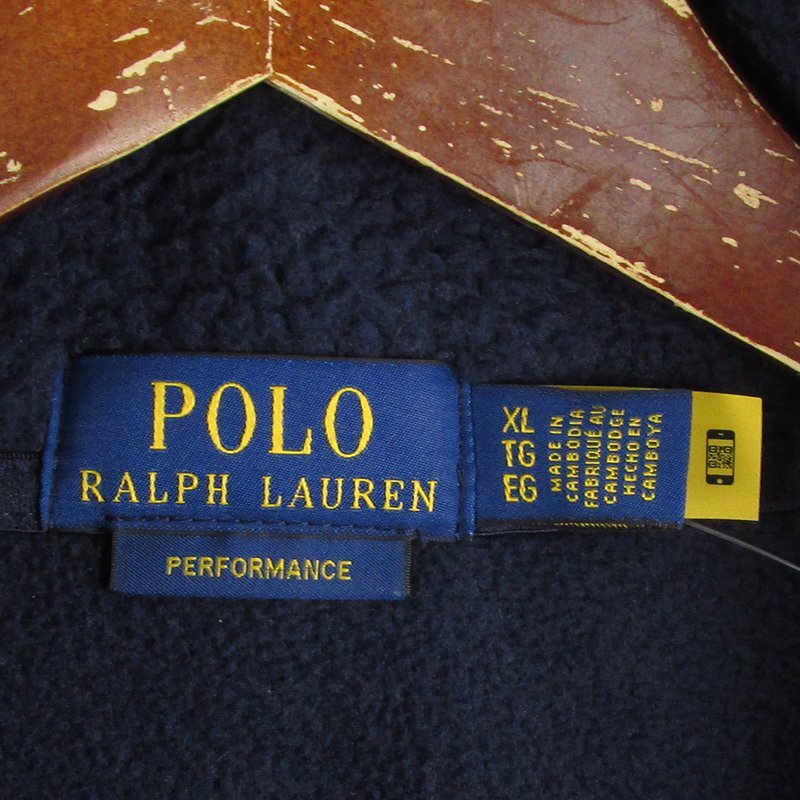 POLO
RALPH LAUREN
PERFORMANCE
XL
TG
EG
MADE IN
CAMBODIA
FABRIQUÉ AU
CAMBODGE
HECHO EN
CAMBOYA